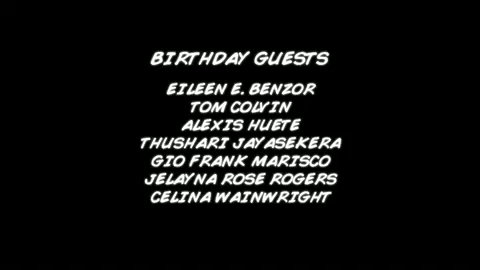 BIRTHDAY GUESTS
EILEEN E. BENZOR
TOM COLVIN
ALEXIS HUETE
THUSHARI JAYASEKERA
GIO FRANK MARISCO
JELAYNA ROSE ROGERS
CELINA WAINWRIGHT